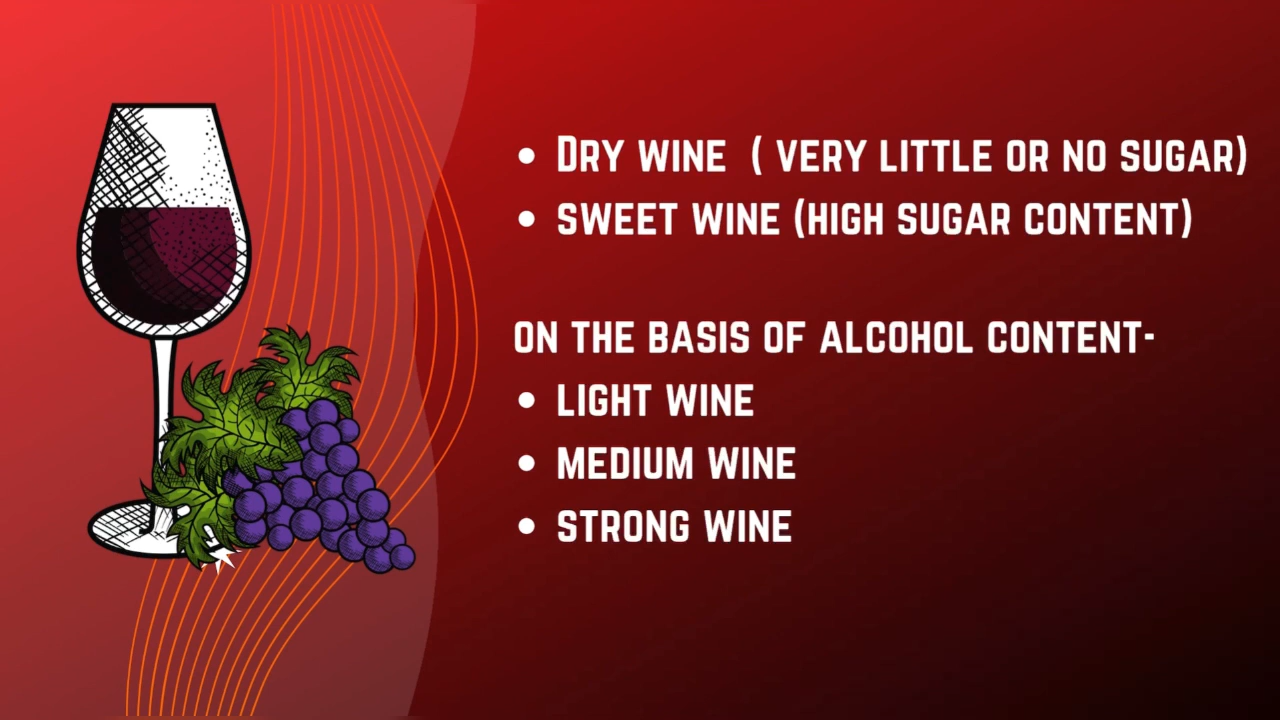 • DRY WINE ( VERY LITTLE OR NO SUGAR)
• SWEET WINE (HIGH SUGAR CONTENT)
ON THE BASIS OF ALCOHOL CONTENT-
• LIGHT WINE
• MEDIUM WINE
• STRONG WINE